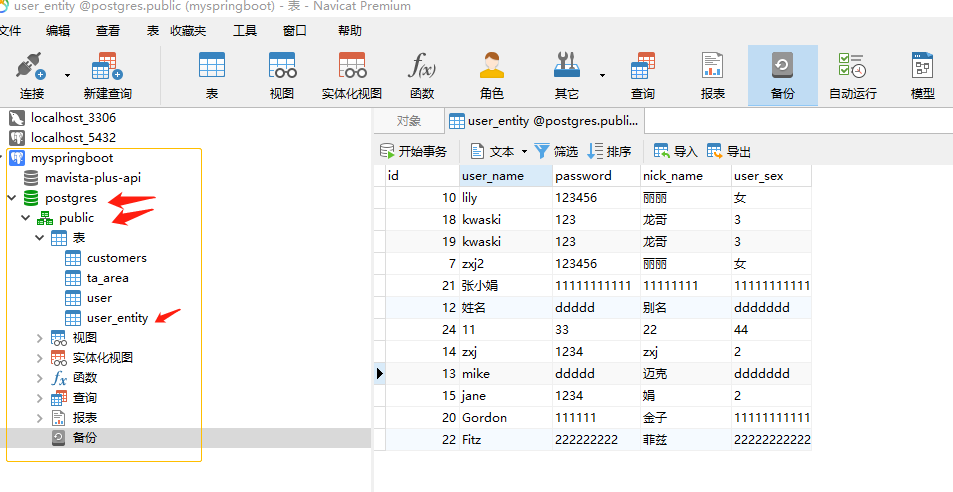 user_entity @postgres.public (myspringboot) - 表 - Navicat Premium
文件 编辑 查看 表 收藏夹 工具 窗口 帮助
连接 新建查询 表 视图 实体化视图 f(x) 函数 角色 其它 查询 报表 备份 自动运行 模型
localhost_3306
localhost_5432
myspringboot
mavista-plus-api
postgres
public
表
customers
ta_area
user
user_entity
视图
实体化视图
fx 函数
查询
报表
备份
对象 user_entity @postgres.publi...
开始事务 文本 筛选 排序 导入 导出
id user_name password nick_name user_sex
10 lily 123456 丽丽 女
18 kwaski 123 龙哥 3
19 kwaski 123 龙哥 3
7 zxj2 123456 丽丽 女
21 张小娟 11111111111 11111111 11111111111
12 姓名 ddddd 别名 ddddddd
24 11 33 22 44
14 zxj 1234 zxj 2
13 mike ddddd 迈克 ddddddd
15 jane 1234 娟 2
20 Gordon 111111 金子 11111111111
22 Fitz 222222222 菲兹 22222222222